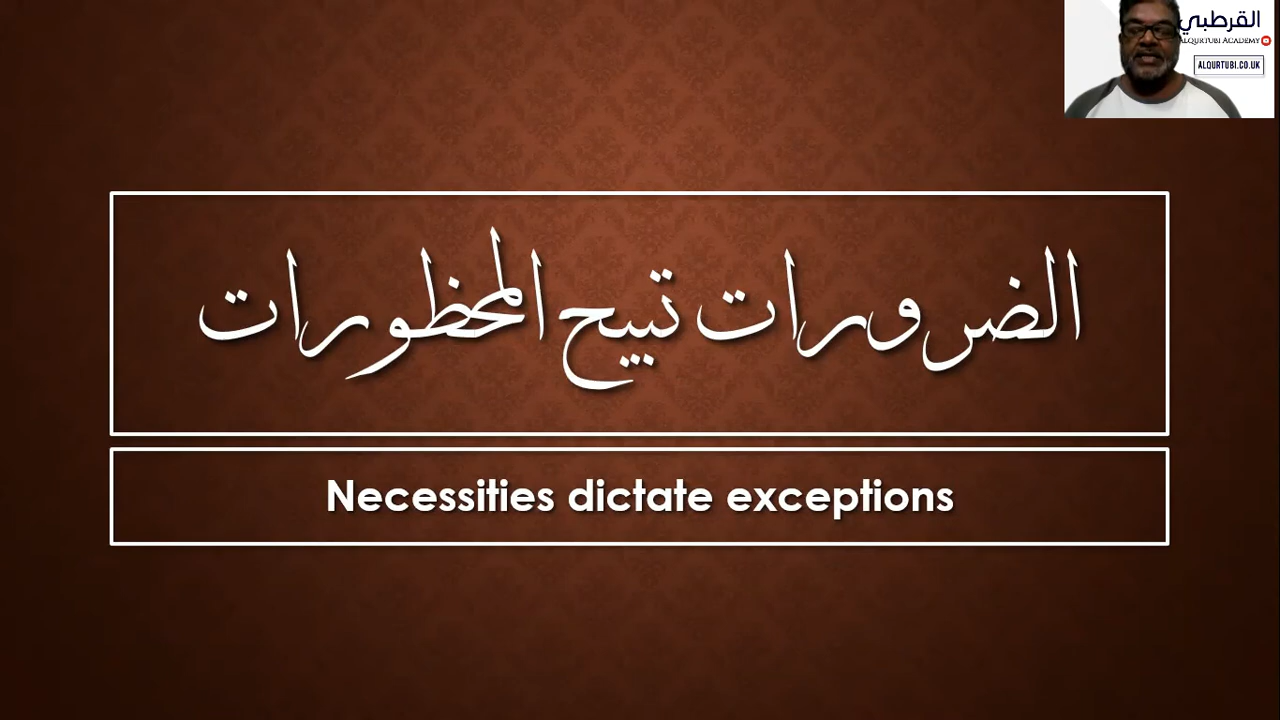 القرطبي
ALQURTUBI ACADEMY
ALQURTUBI.CO.UK
الضرورات تبيح المحظورات
Necessities dictate exceptions